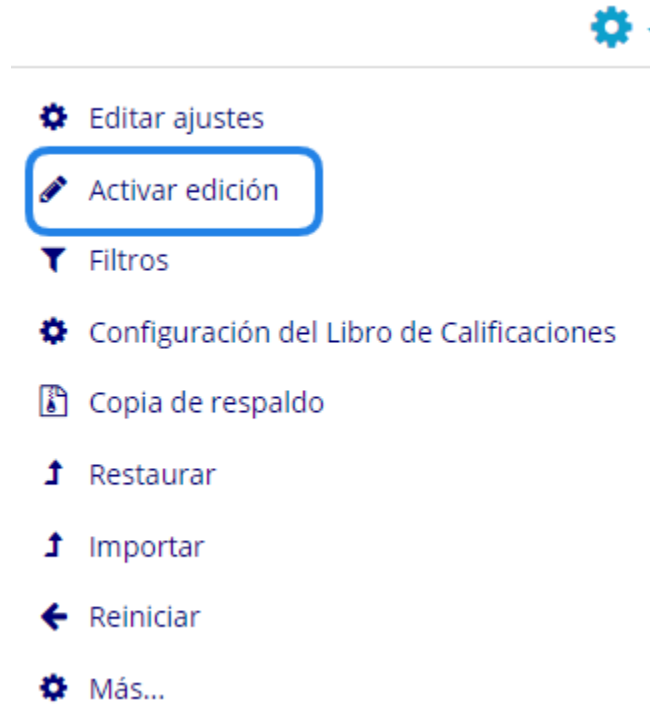 Editar ajustes
Activar edición
Filtros
Configuración del Libro de Calificaciones
Copia de respaldo
Restaurar
Importar
Reiniciar
Más...